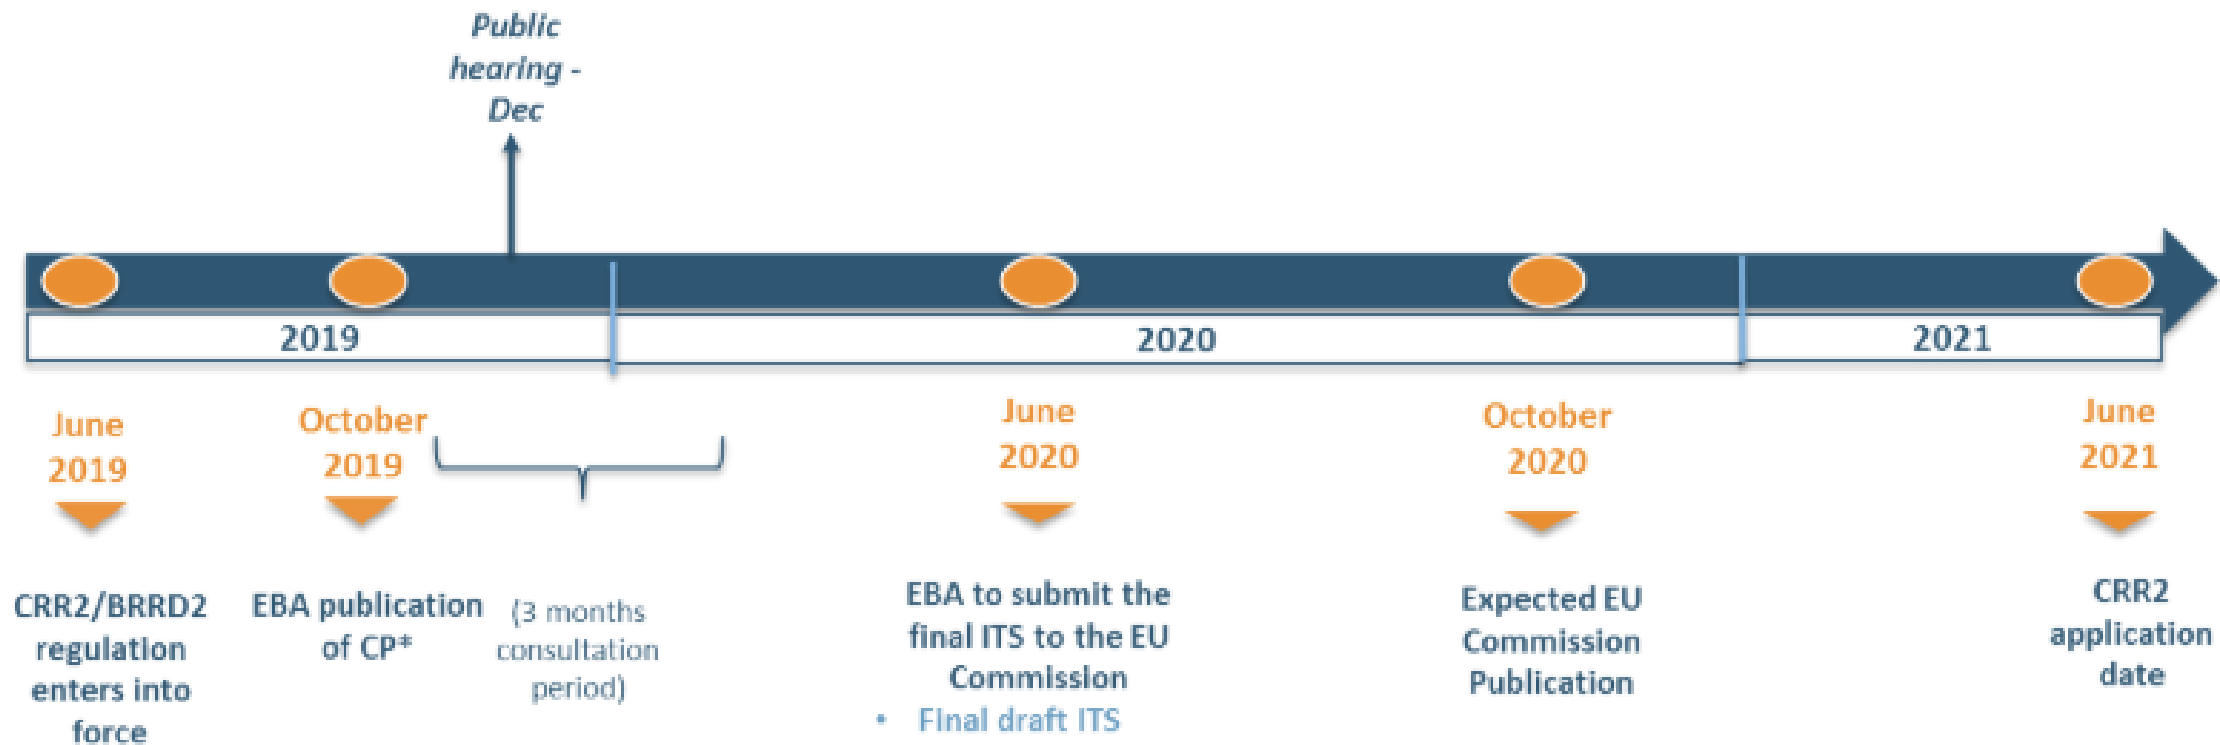 Public
hearing -
Dec
2019
2020
2021
June
2019
October
2019
June
2020
October
2020
June
2021
CRR2/BRRD2
regulation
enters into
force
EBA publication
of CP*
(3 months
consultation
period)
EBA to submit the
final ITS to the EU
Commission
• Final draft ITS
Expected EU
Commission
Publication
CRR2
application
date